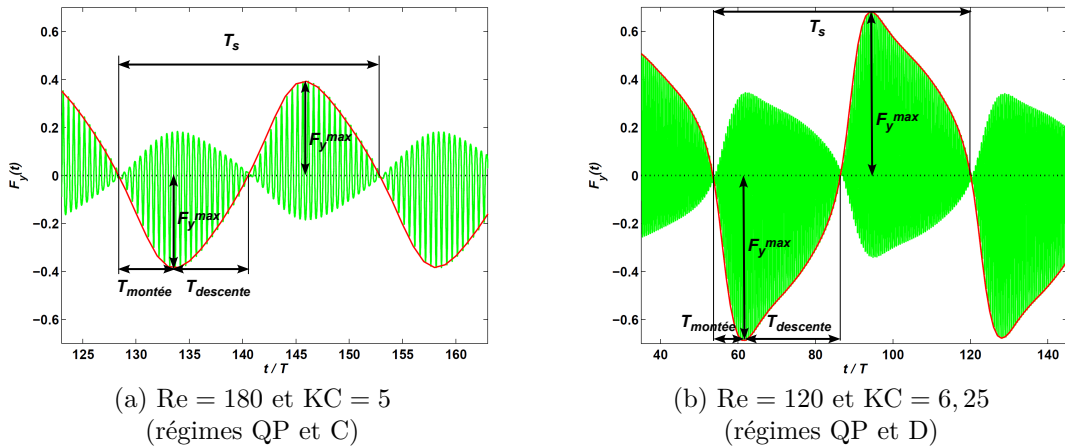 0.6
0.4
0.2
0
−0.2
−0.4
−0.6
F_y(t)
T_s
F_y^max
F_y^max
T_montée
T_descente
125
130
135
140
145
150
155
160
t / T
(a) Re = 180 et KC = 5
(régimes QP et C)
0.6
0.4
0.2
0
−0.2
−0.4
−0.6
F_y(t)
T_s
F_y^max
F_y^max
T_montée
T_descente
40
60
80
100
120
140
t / T
(b) Re = 120 et KC = 6, 25
(régimes QP et D)